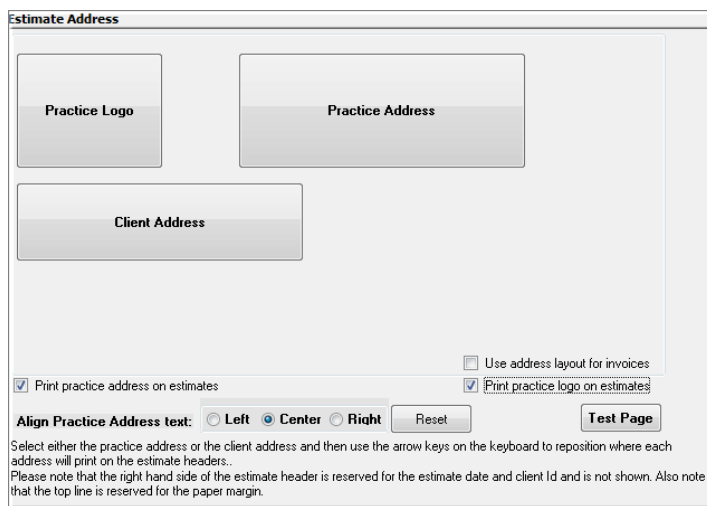 Estimate Address
Practice Logo
Practice Address
Client Address
Use address layout for invoices
Print practice address on estimates
Print practice logo on estimates
Align Practice Address text: Left Center Right Reset Test Page
Select either the practice address or the client address and then use the arrow keys on the keyboard to reposition where each
address will print on the estimate headers..
Please note that the right hand side of the estimate header is reserved for the estimate date and client Id and is not shown. Also note
that the top line is reserved for the paper margin.